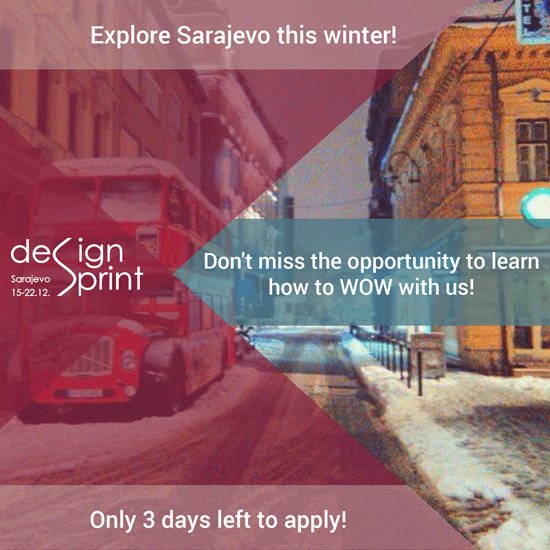 Explore Sarajevo this winter!
deSign
Sprint
Sarajevo
15-22.12.
Don't miss the opportunity to learn
how to WOW with us!
Only 3 days left to apply!